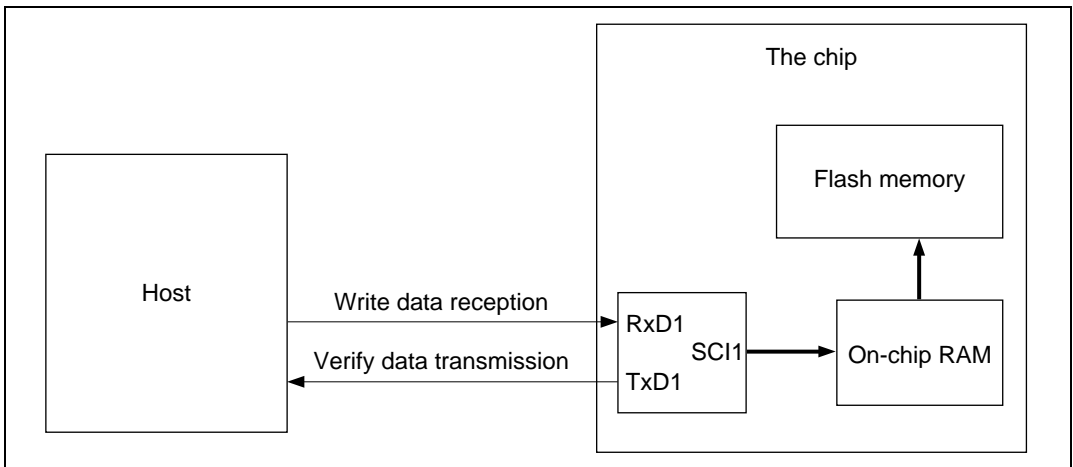 The chip
Flash memory
Host
Write data reception
RxD1
SCI1
On-chip RAM
Verify data transmission
TxD1